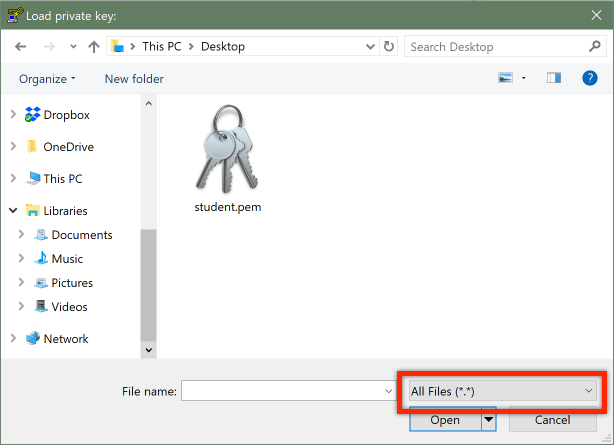 Load private key:
This PC
Desktop
Search Desktop
Organize
New folder
?
Dropbox
OneDrive
This PC
Libraries
Documents
Music
Pictures
Videos
Network
student.pem
File name:
All Files (*.*)
Open
Cancel